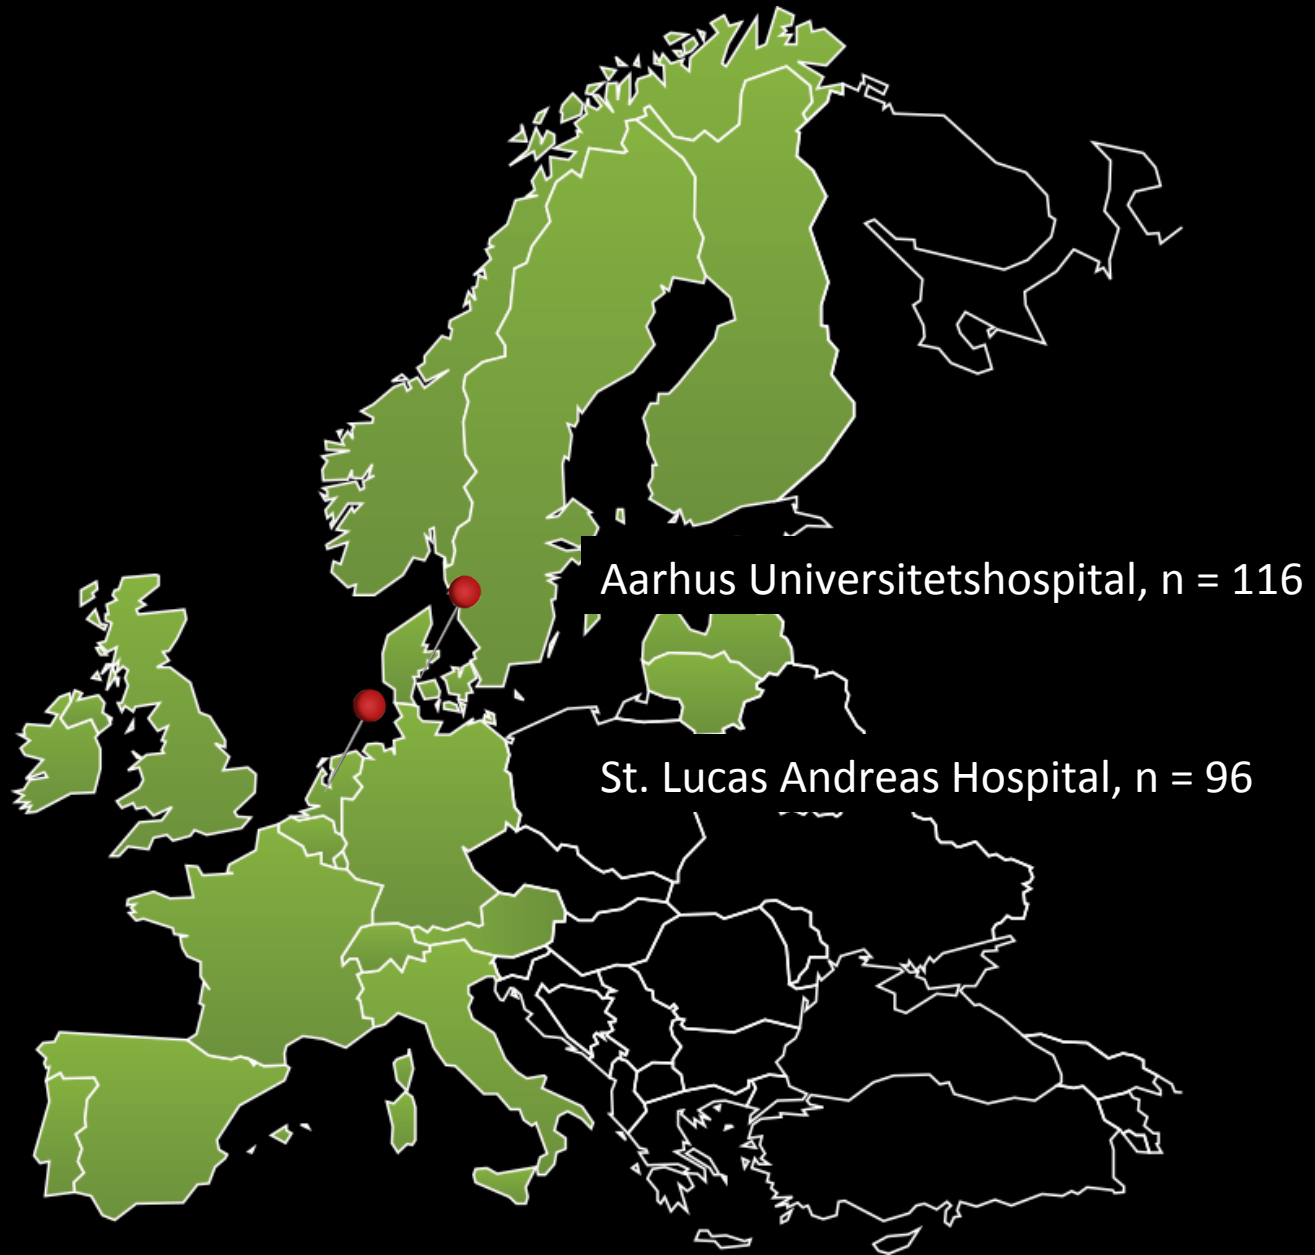 Aarhus Universitetshospital, n = 116
St. Lucas Andreas Hospital, n = 96